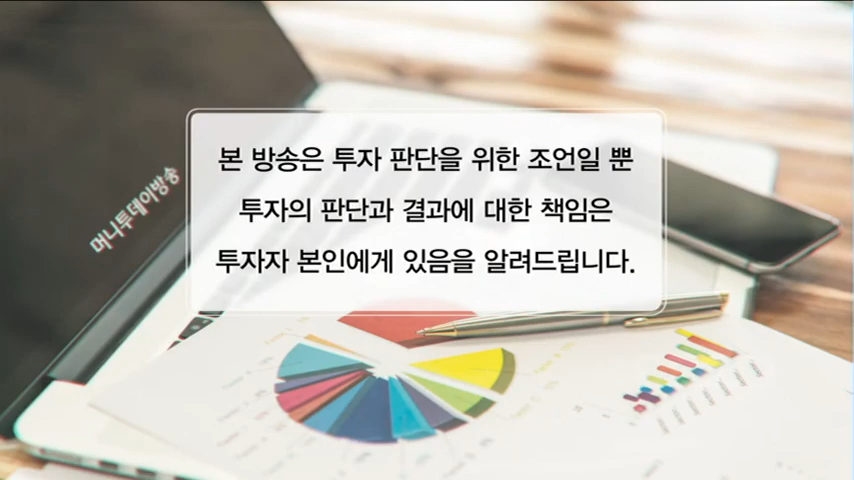 본 방송은 투자 판단을 위한 조언일 뿐
투자의 판단과 결과에 대한 책임은
투자자 본인에게 있음을 알려드립니다.
머니투데이방송